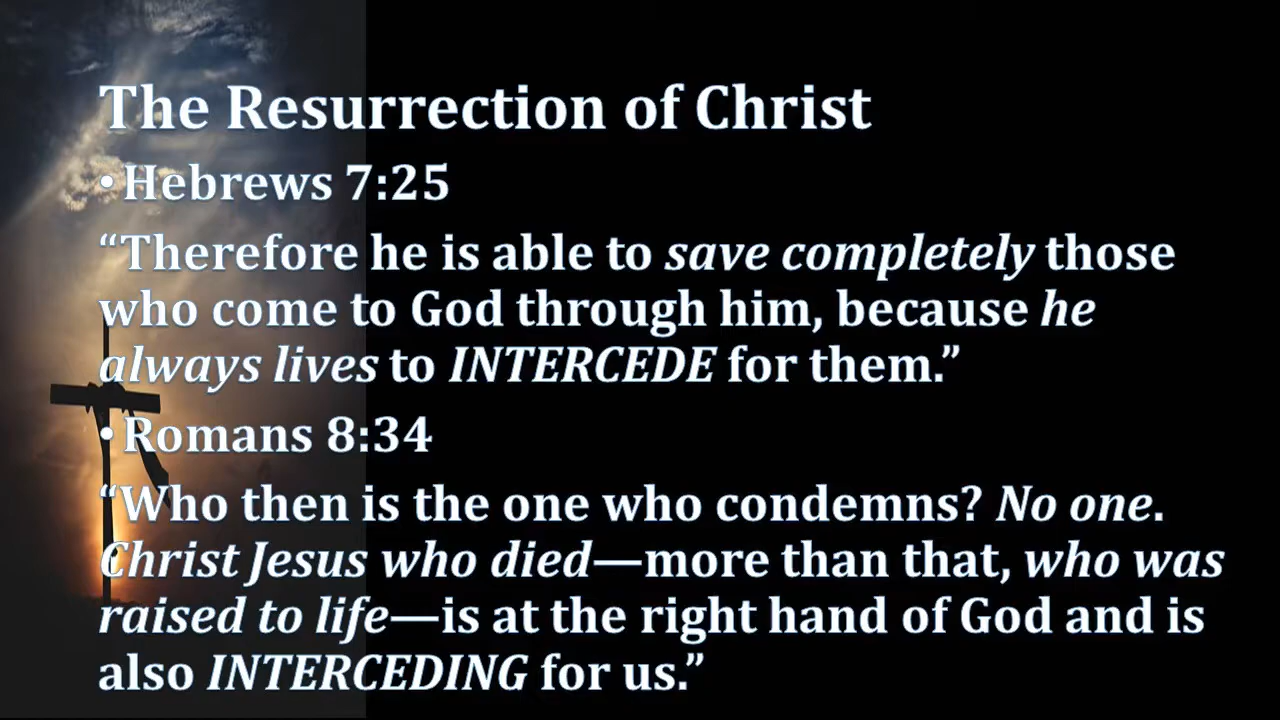 The Resurrection of Christ
•Hebrews 7:25
“Therefore he is able to save completely those
who come to God through him, because he
always lives to INTERCEDE for them.”
•Romans 8:34
“Who then is the one who condemns? No one.
Christ Jesus who died—more than that, who was
raised to life—is at the right hand of God and is
also INTERCEDING for us.”